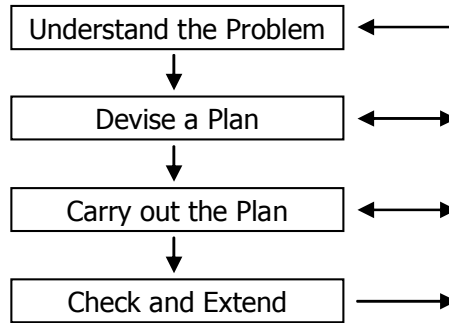 Understand the Problem
Devise a Plan
Carry out the Plan
Check and Extend